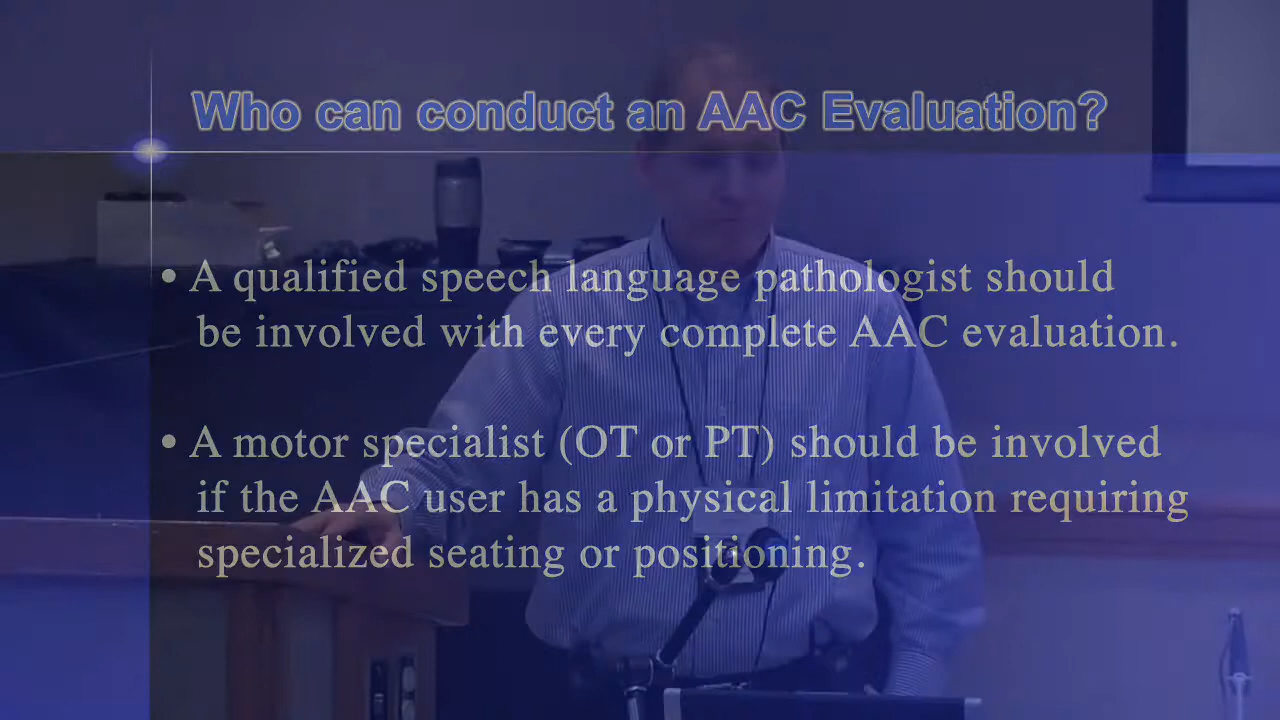 Who can conduct an AAC Evaluation?
• A qualified speech language pathologist should
be involved with every complete AAC evaluation.
• A motor specialist (OT or PT) should be involved
if the AAC user has a physical limitation requiring
specialized seating or positioning.